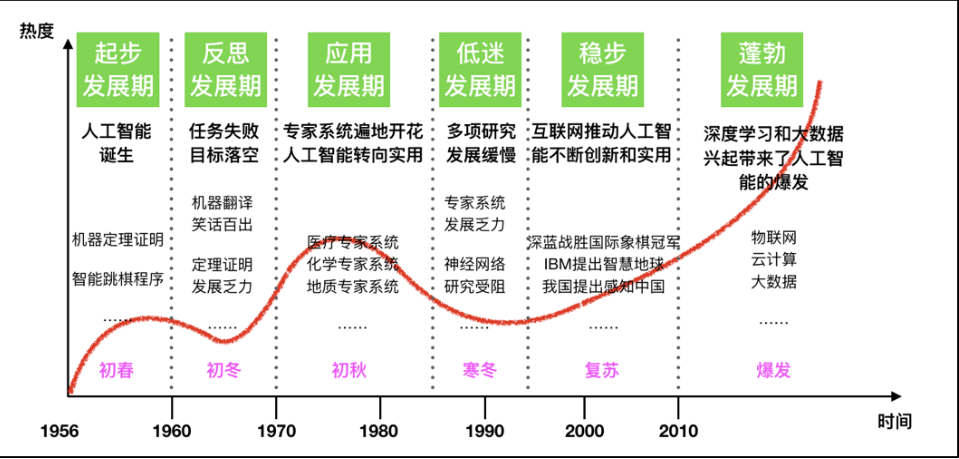 热度
起步
发展期
人工智能
诞生
机器定理证明
智能跳棋程序
……
初春
反思
发展期
任务失败
目标落空
机器翻译
笑话百出
定理证明
发展乏力
……
初冬
应用
发展期
专家系统遍地开花
人工智能转向实用
医疗专家系统
化学专家系统
地质专家系统
……
初秋
低迷
发展期
多项研究
发展缓慢
专家系统
发展乏力
神经网络
研究受阻
……
寒冬
稳步
发展期
互联网推动人工智
能不断创新和实用
深蓝战胜国际象棋冠军
IBM提出智慧地球
我国提出感知中国
……
复苏
蓬勃
发展期
深度学习和大数据
兴起带来了人工智
能的爆发
物联网
云计算
大数据
……
爆发
时间
1956
1960
1970
1980
1990
2000
2010